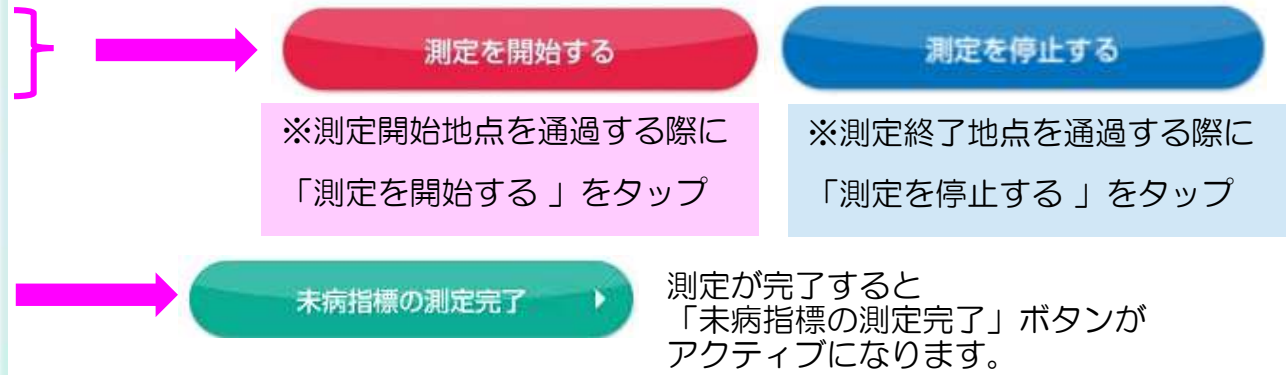 測定を開始する
測定を停止する
※測定開始地点を通過する際に
「測定を開始する 」をタップ
※測定終了地点を通過する際に
「測定を停止する 」をタップ
未病指標の測定完了
測定が完了すると
「未病指標の測定完了」ボタンが
アクティブになります。